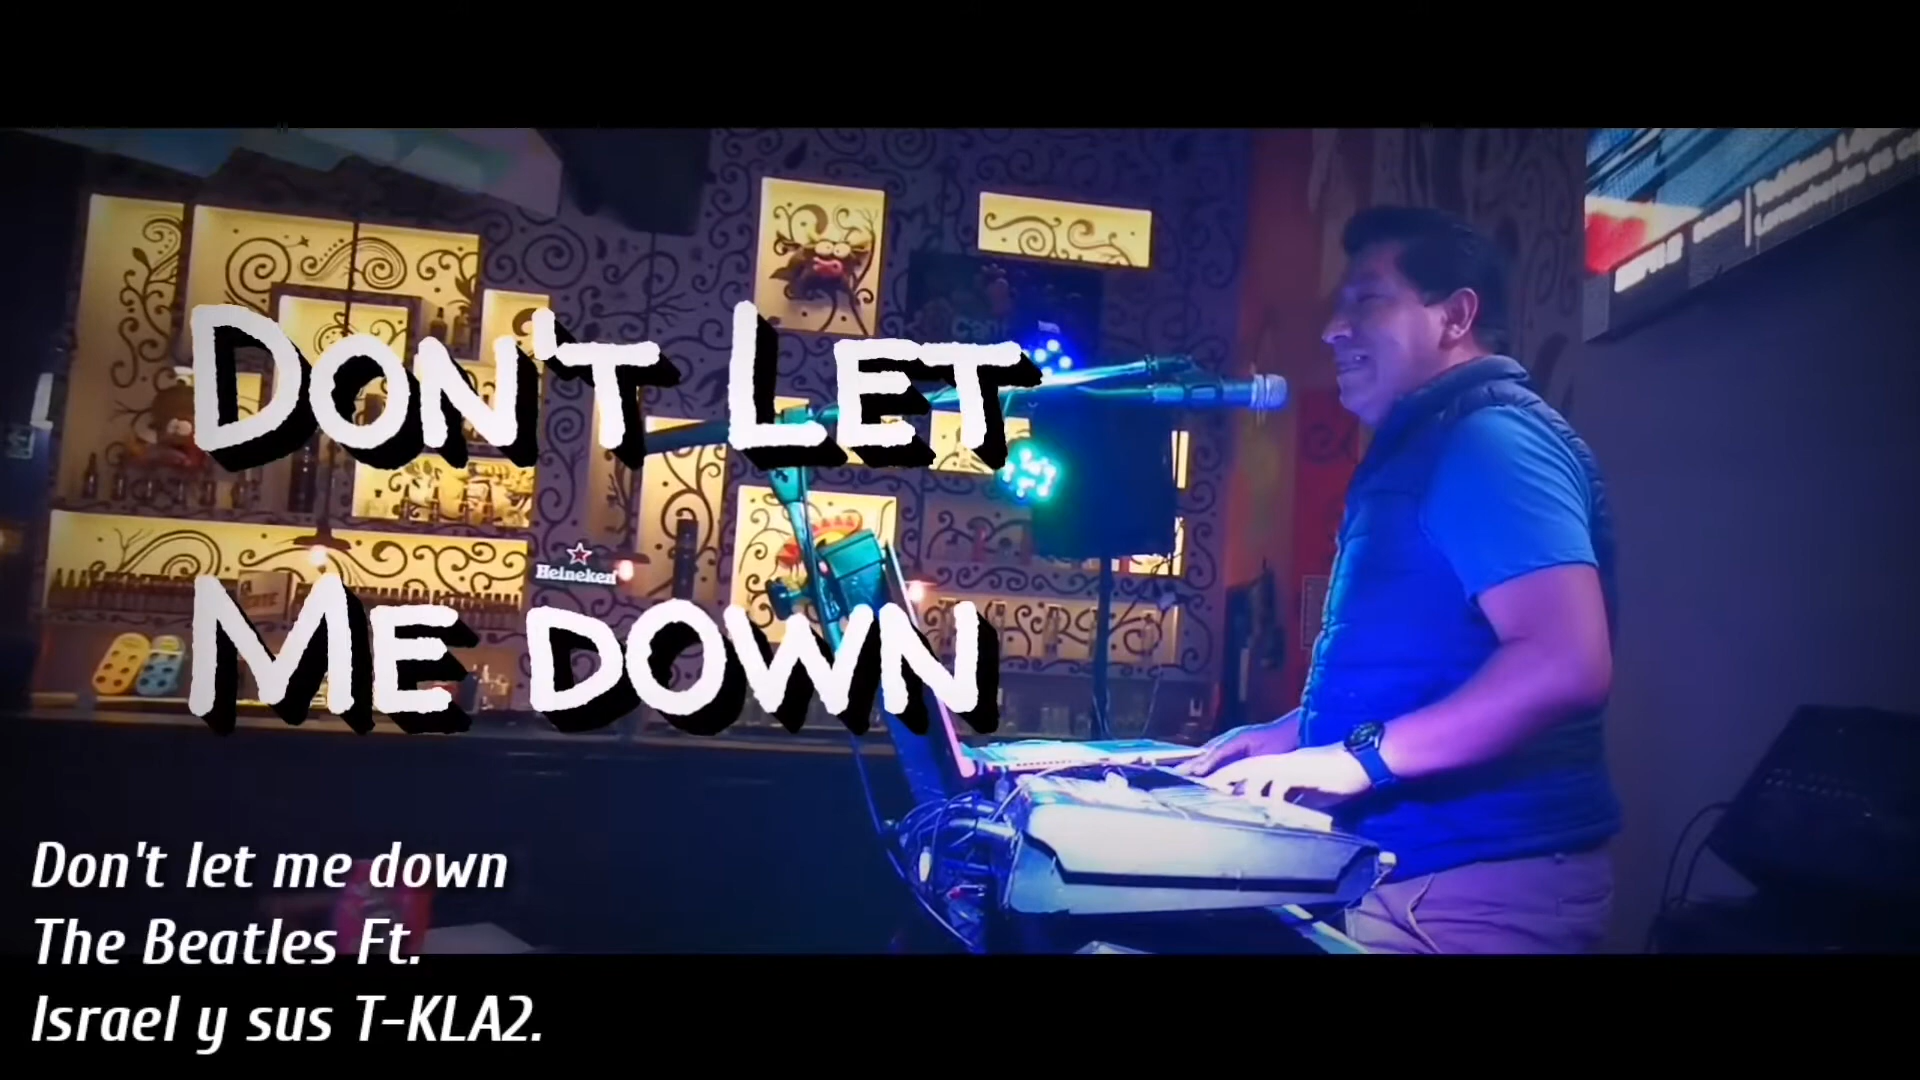 DON'T LET
ME DOWN
Heineken
Don't let me down
The Beatles Ft.
Israel y sus T-KLA2.